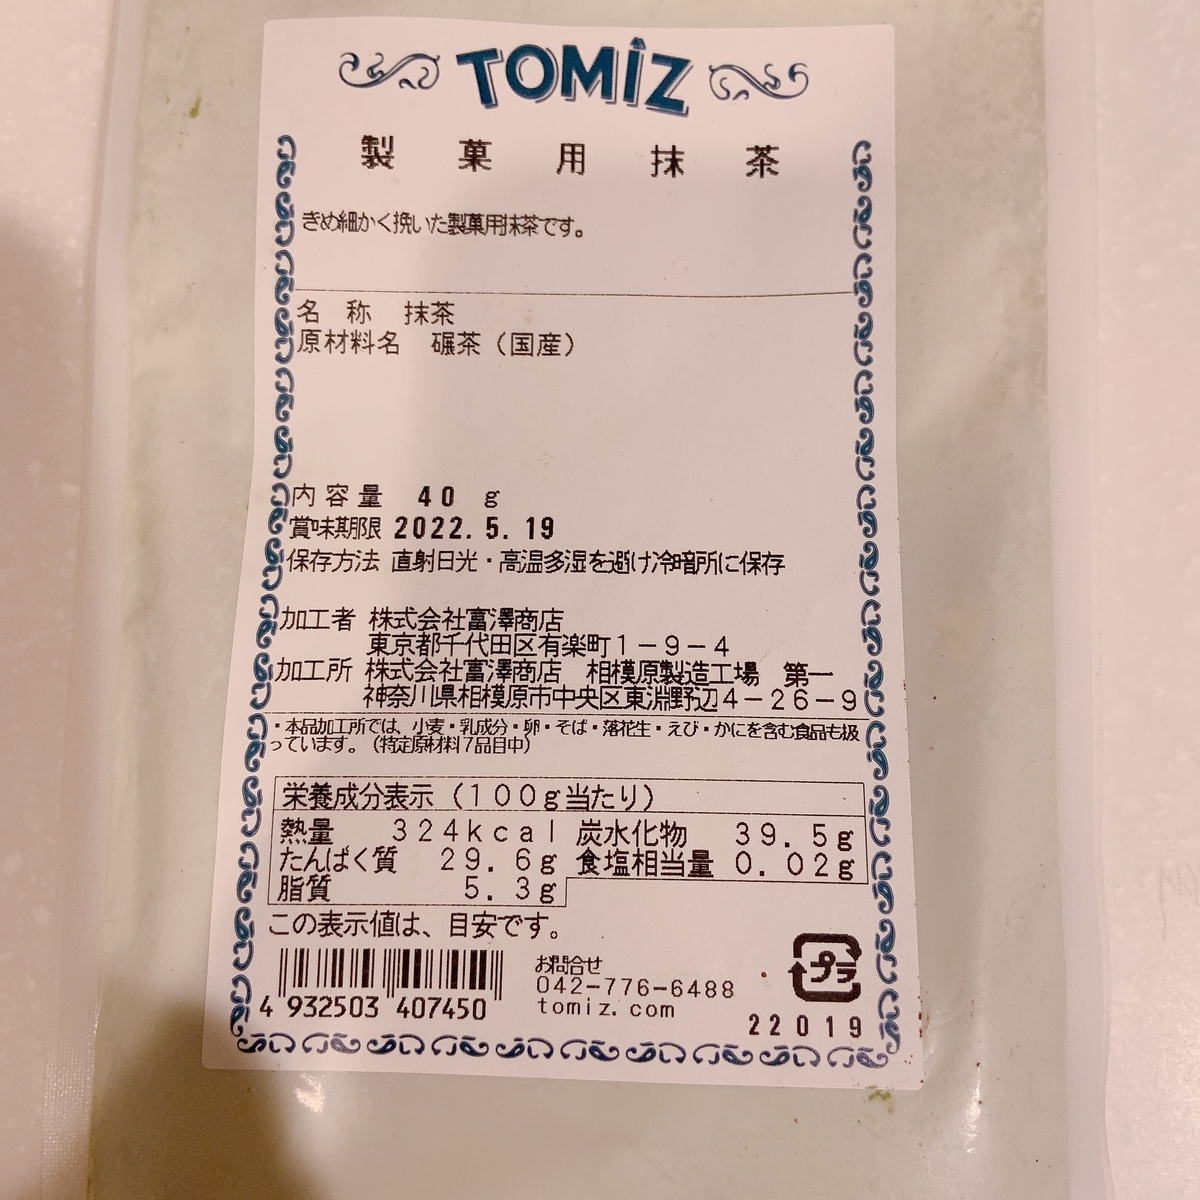 TOMIZ
製菓用抹茶
きめ細かく挽いた製菓用抹茶です。
名称 抹茶
原材料名 碾茶（国産）
内容量 40 g
賞味期限 2022.5.19
保存方法 直射日光・高温多湿を避け冷暗所に保存
加工者 株式会社富澤商店
東京都千代田区有楽町1－9－4
加工所 株式会社富澤商店 相模原製造工場 第一
神奈川県相模原市中央区東淵野辺4－26－9
・本品加工所では、小麦・乳成分・卵・そば・落花生・えび・かにを含む食品も扱
っています。（特定原材料7品目中）
栄養成分表示（100g当たり）
熱量 324kcal 炭水化物 39.5g
たんぱく質 29.6g 食塩相当量 0.02g
脂質 5.3g
この表示値は、目安です。
お問合せ
042-776-6488
tomiz.com
4 932503 407450
プラ
22019